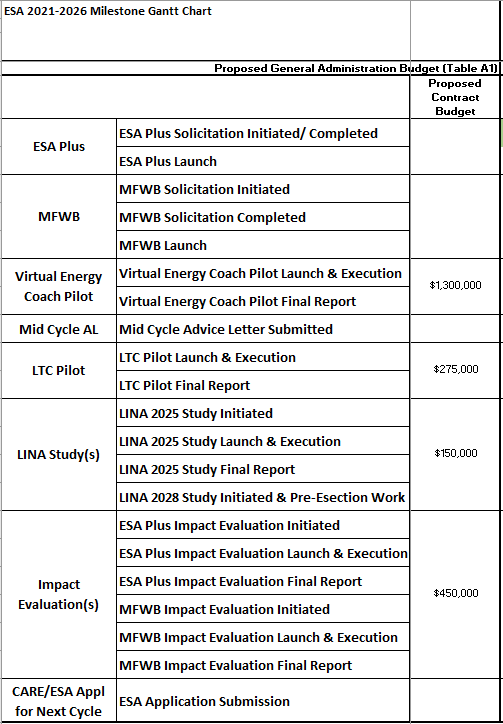 ESA 2021-2026 Milestone Gantt Chart
Proposed General Administration Budget (Table A1)
Proposed
Contract
Budget
ESA Plus
ESA Plus Solicitation Initiated/ Completed
ESA Plus Launch
MFWB
MFWB Solicitation Initiated
MFWB Solicitation Completed
MFWB Launch
Virtual Energy
Coach Pilot
Virtual Energy Coach Pilot Launch & Execution
Virtual Energy Coach Pilot Final Report
$1,300,000
Mid Cycle AL
Mid Cycle Advice Letter Submitted
LTC Pilot
LTC Pilot Launch & Execution
LTC Pilot Final Report
$275,000
LINA Study(s)
LINA 2025 Study Initiated
LINA 2025 Study Launch & Execution
LINA 2025 Study Final Report
LINA 2028 Study Initiated & Pre-Esection Work
$150,000
Impact
Evaluation(s)
ESA Plus Impact Evaluation Initiated
ESA Plus Impact Evaluation Launch & Execution
ESA Plus Impact Evaluation Final Report
MFWB Impact Evaluation Initiated
MFWB Impact Evaluation Launch & Execution
MFWB Impact Evaluation Final Report
$450,000
CARE/ESA Appl
for Next Cycle
ESA Application Submission